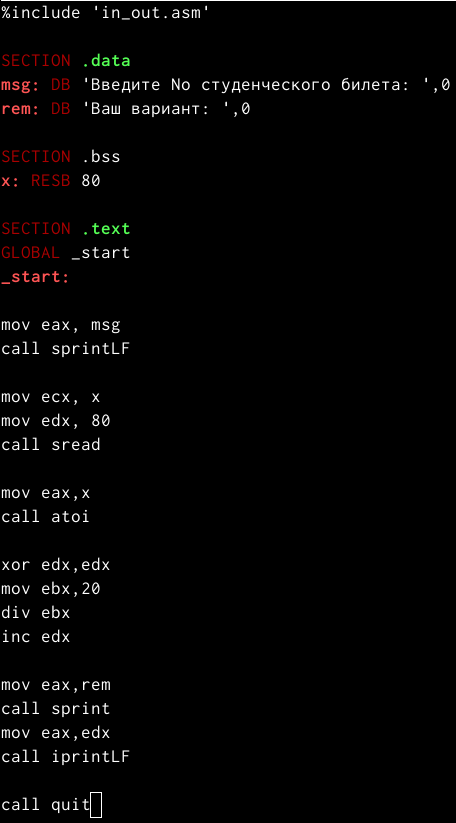 %include 'in_out.asm'
SECTION .data
msg: DB 'Введите No студенческого билета: ',0
rem: DB 'Ваш вариант: ',0
SECTION .bss
x: RESB 80
SECTION .text
GLOBAL _start
_start:
mov eax, msg
call sprintLF
mov ecx, x
mov edx, 80
call sread
mov eax,x
call atoi
xor edx,edx
mov ebx,20
div ebx
inc edx
mov eax,rem
call sprint
mov eax,edx
call iprintLF
call quit